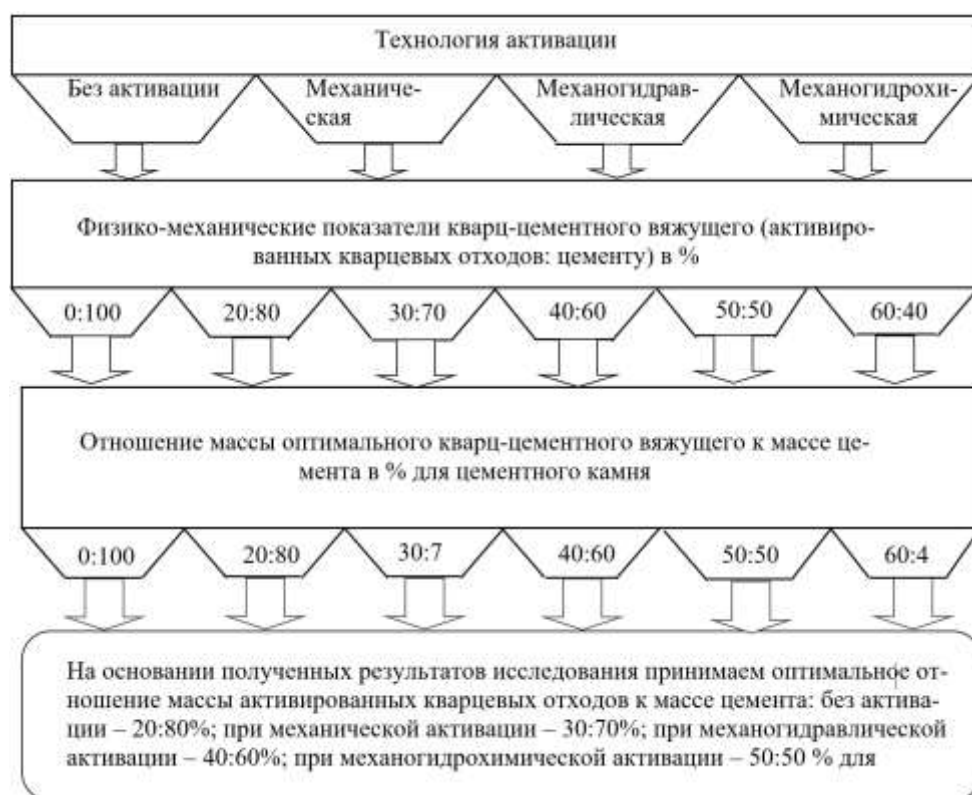 Технология активации
Без активации Механиче- Механогидрав- Механогидрохи-
ская лическая мическая
Физико-механические показатели кварц-цементного вяжущего (активиро-
ванных кварцевых отходов: цементу) в %
0:100 20:80 30:70 40:60 50:50 60:40
Отношение массы оптимального кварц-цементного вяжущего к массе це-
мента в % для цементного камня
0:100 20:80 30:7 40:60 50:50 60:4
На основании полученных результатов исследования принимаем оптимальное от-
ношение массы активированных кварцевых отходов к массе цемента: без актива-
ции – 20:80%; при механической активации – 30:70%; при механогидравлической
активации – 40:60%; при механогидрохимической активации – 50:50 % для